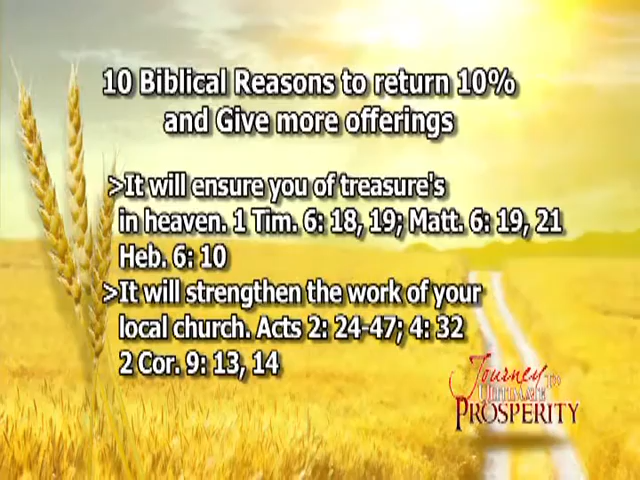 10 Biblical Reasons to return 10%
and Give more offerings
>It will ensure you of treasure's
in heaven. 1 Tim. 6: 18, 19; Matt. 6: 19, 21
Heb. 6: 10
>It will strengthen the work of your
local church. Acts 2: 24-47; 4: 32
2 Cor. 9: 13, 14
Journey TO
ULTIMATE
PROSPERITY